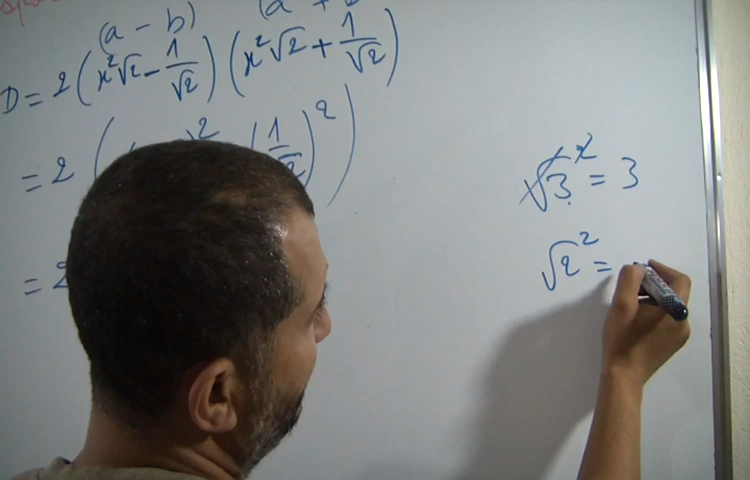 (a - b) (a +
D = 2 (x²√2 - 1/√2) (x²√2 + 1/√2)
= 2 ( ² 1/√2)²
√3² = 3
= 2
√2² =